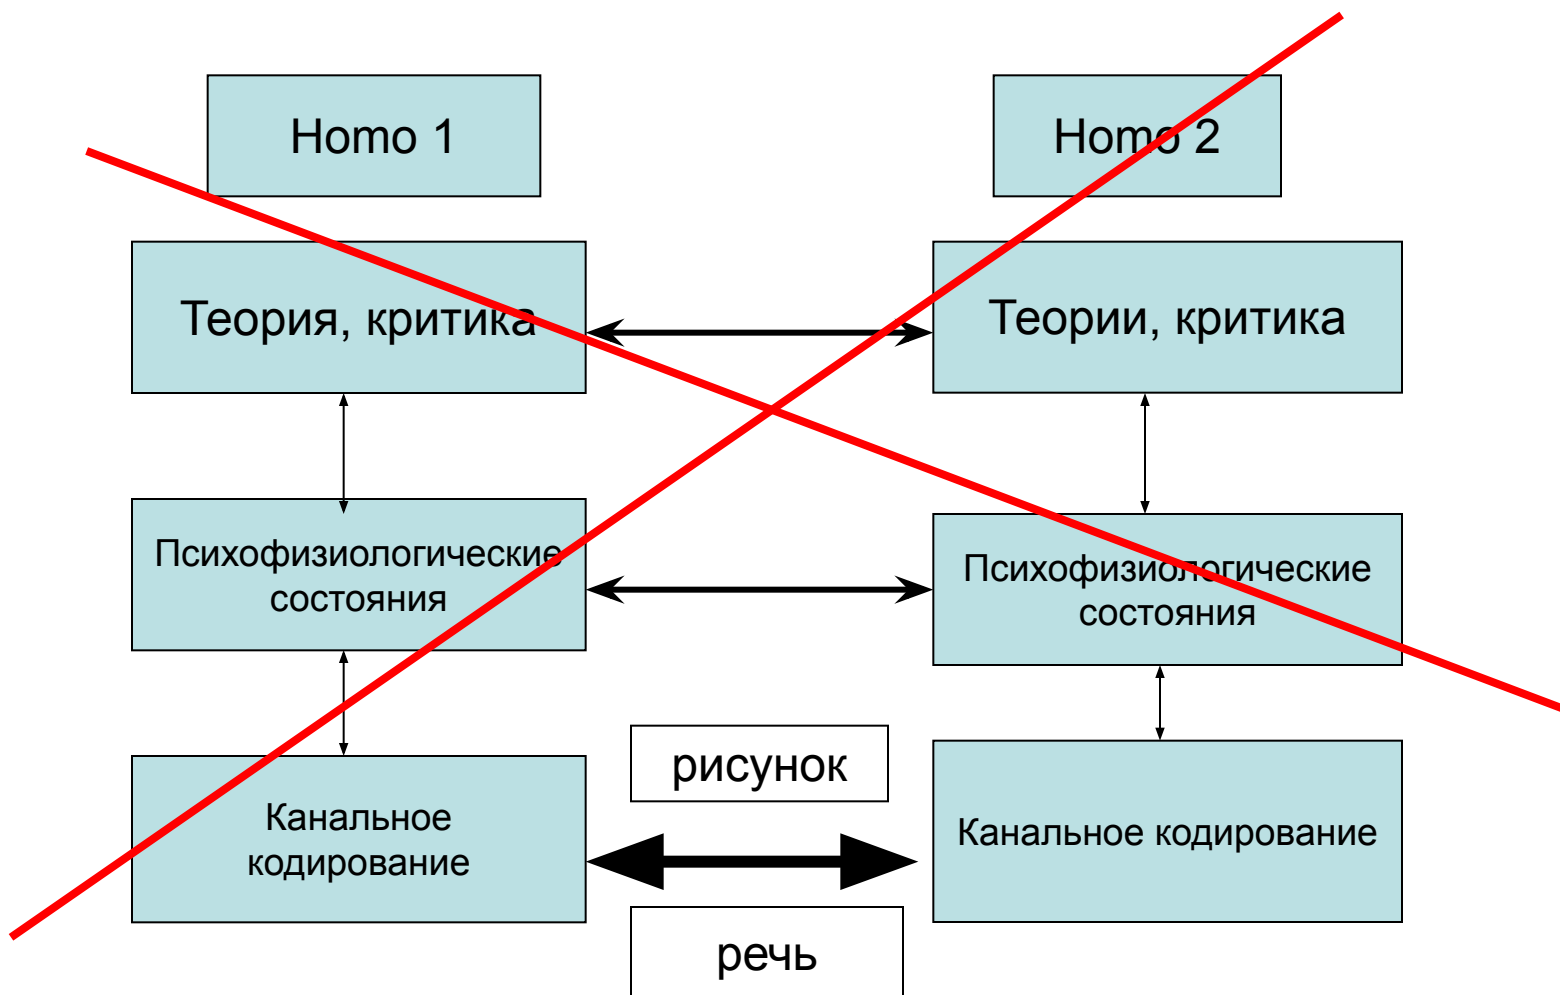 Homo 1
Homo 2
Теория, критика
Теории, критика
Психофизиологические
состояния
Психофизиологические
состояния
рисунок
Канальное
кодирование
Канальное кодирование
речь